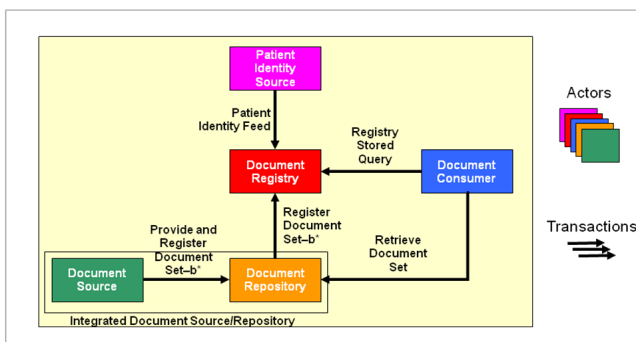 Patient
Identity
Source
Patient
Identity Feed
Registry
Stored
Query
Document
Registry
Document
Consumer
Register
Document
Set–b*
Provide and
Register
Document
Set–b*
Retrieve
Document
Set
Document
Source
Document
Repository
Integrated Document Source/Repository
Actors
Transactions